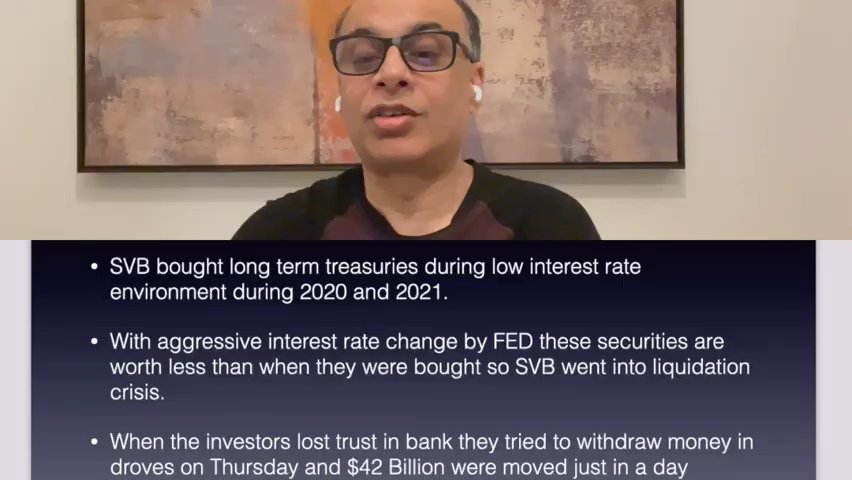 • SVB bought long term treasuries during low interest rate
environment during 2020 and 2021.
• With aggressive interest rate change by FED these securities are
worth less than when they were bought so SVB went into liquidation
crisis.
• When the investors lost trust in bank they tried to withdraw money in
droves on Thursday and $42 Billion were moved just in a day